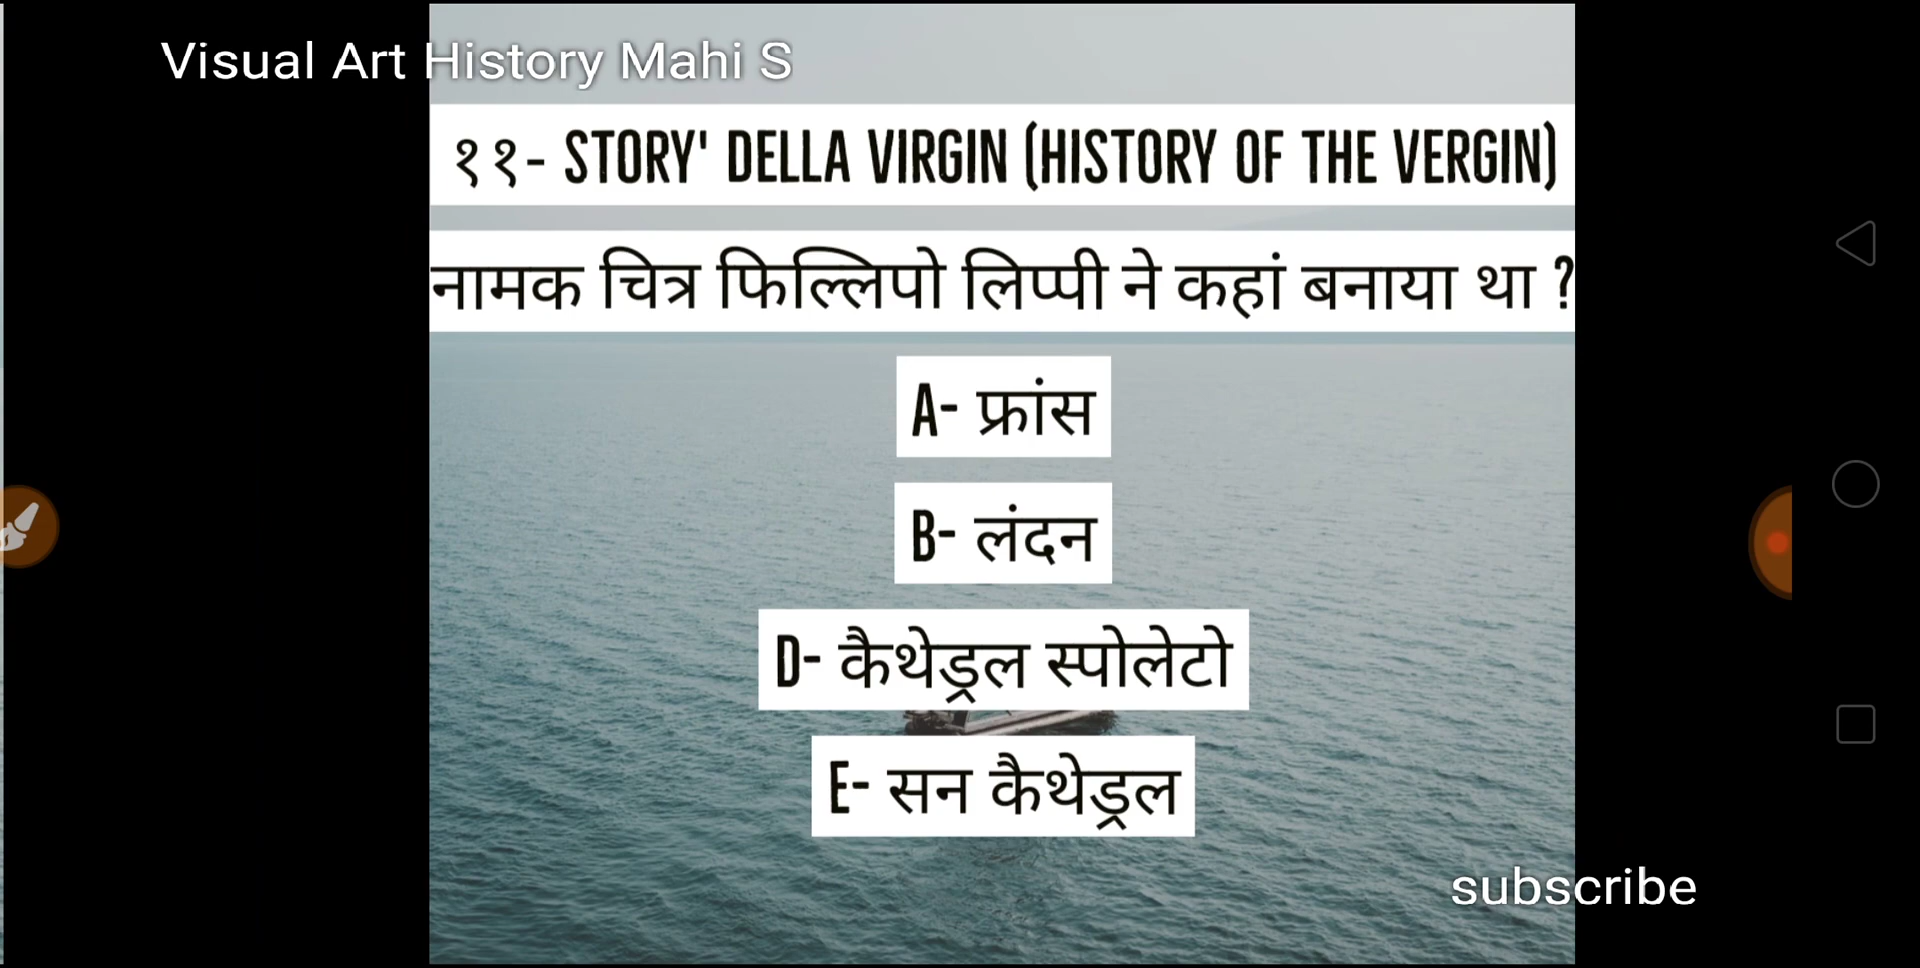 Visual Art History Mahi S
११- STORY' DELLA VIRGIN (HISTORY OF THE VERGIN)
नामक चित्र फिल्लिपो लिप्पी ने कहां बनाया था ?
A- फ्रांस
B- लंदन
D- कैथेड्रल स्पोलेटो
E- सन कैथेड्रल
subscribe